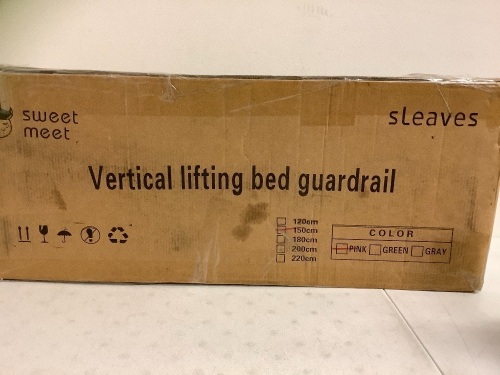 sweet
meet
sLeaves
Vertical lifting bed guardrail
120cm
150cm
180cm
200cm
220cm
COLOR
PINK GREEN GRAY